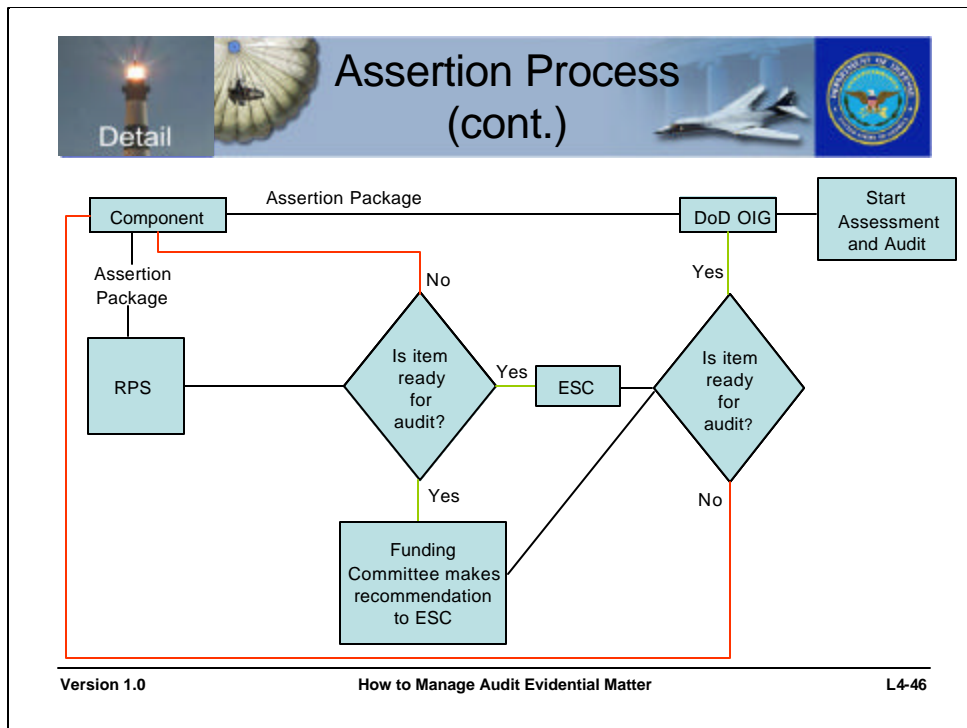 Detail
Assertion Process
(cont.)
Component
Assertion Package
DoD OIG
Start
Assessment
and Audit
Assertion
Package
No
Yes
RPS
Is item
ready
for
audit?
Yes
ESC
Is item
ready
for
audit?
Yes
No
Funding
Committee makes
recommendation
to ESC
Version 1.0
How to Manage Audit Evidential Matter
L4-46